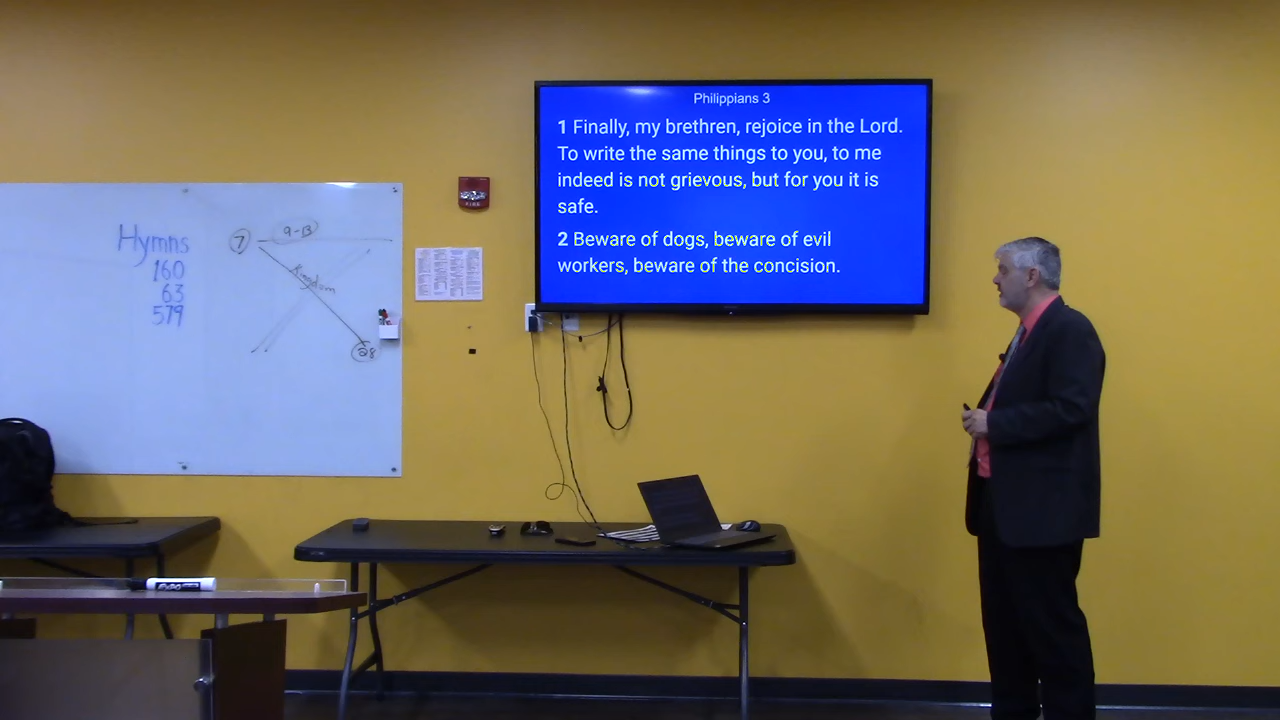 Philippians 3
1 Finally, my brethren, rejoice in the Lord.
To write the same things to you, to me
indeed is not grievous, but for you it is
safe.
2 Beware of dogs, beware of evil
workers, beware of the concision.
Hymns
160
63
579
7
9-13
Kingdom
28
FIRE
EXPO